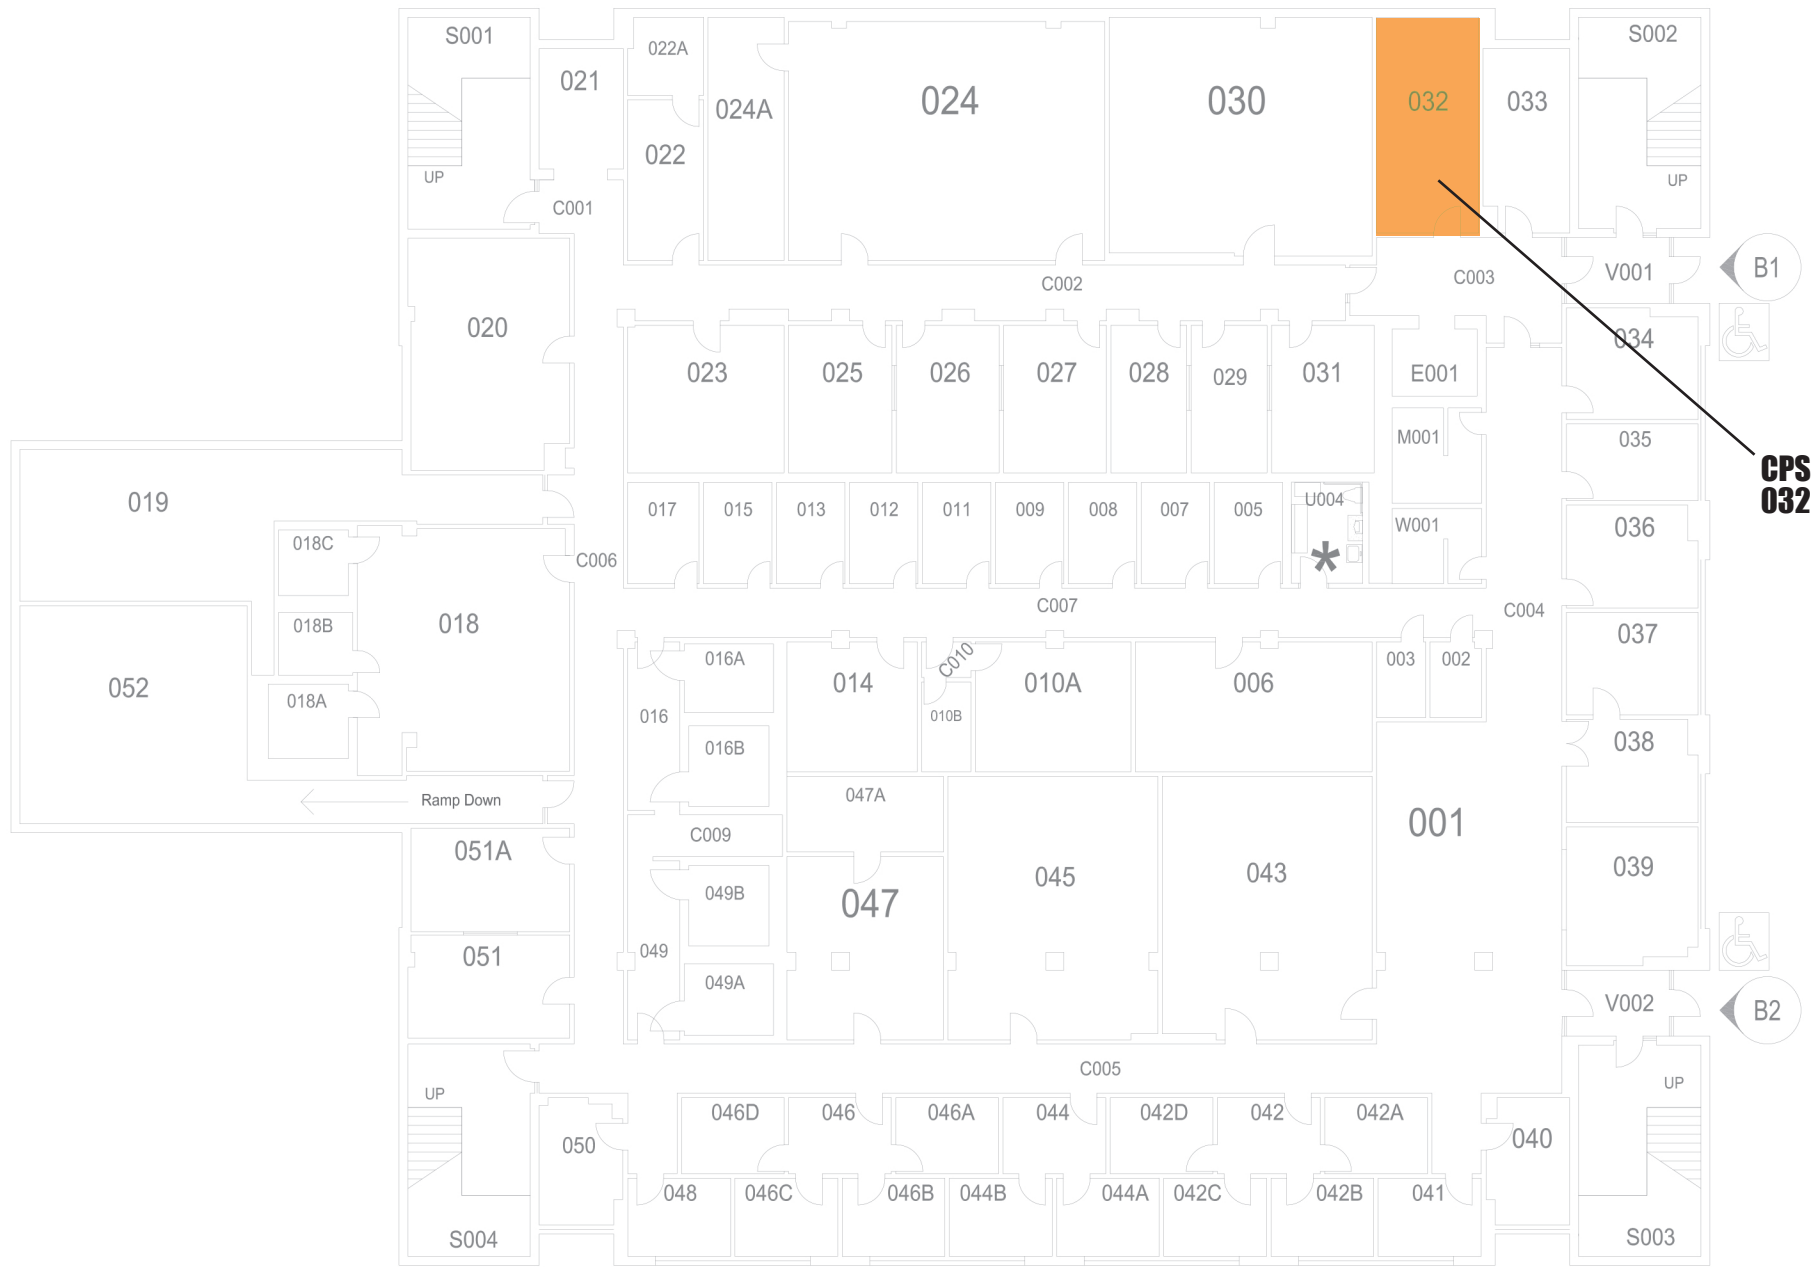 S001
S002
022A
021
024A
024
030
032
033
022
UP
UP
C001
B1
V001
C003
C002
020
034
023
025
026
027
028
029
031
E001
M001
035
CPS
032
019
017
015
013
012
011
009
008
007
005
U004
*
W001
036
018C
C006
C007
C004
018B
018
037
016A
C010
003
002
052
018A
014
010A
006
016
010B
016B
038
Ramp Down
047A
C009
001
051A
039
045
043
049B
047
049
051
049A
V002
B2
C005
UP
UP
046D
046
046A
044
042D
042
042A
050
040
048
046C
046B
044B
044A
042C
042B
041
S004
S003